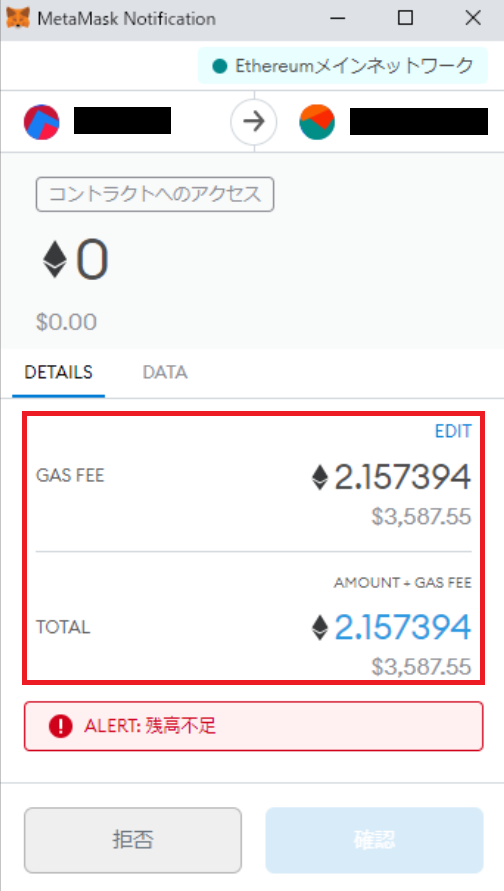 MetaMask Notification
Ethereumメインネットワーク
コントラクトへのアクセス
0
$0.00
DETAILS DATA
EDIT
GAS FEE 2.157394
$3,587.55
AMOUNT + GAS FEE
TOTAL 2.157394
$3,587.55
ALERT: 残高不足
拒否 確認